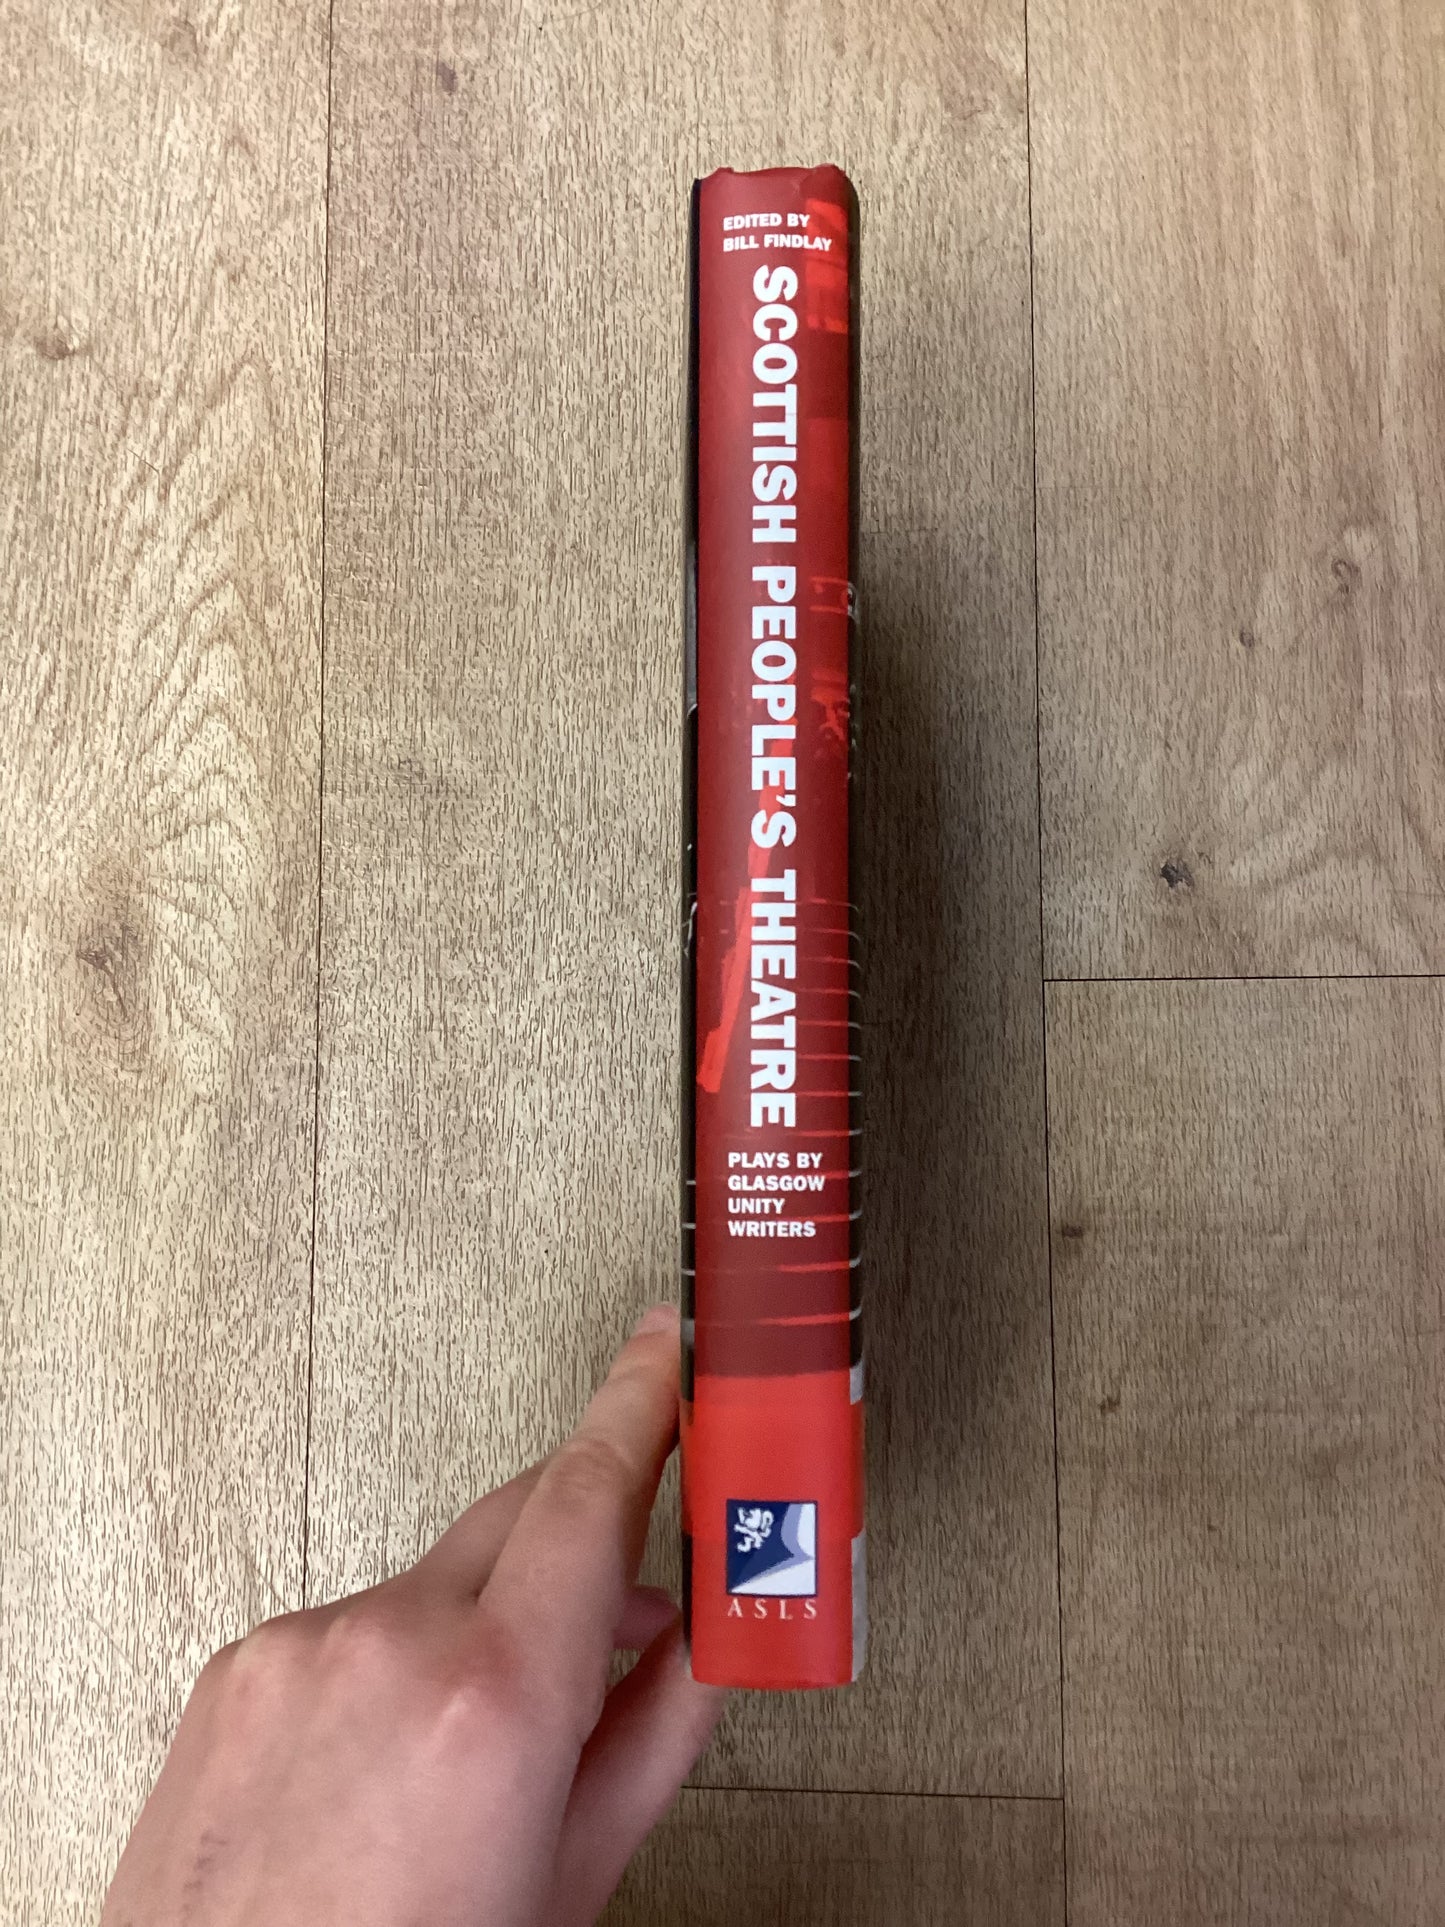 EDITED BY
BILL FINDLAY
SCOTTISH PEOPLE'S THEATRE
PLAYS BY
GLASGOW
UNITY
WRITERS
ASLS